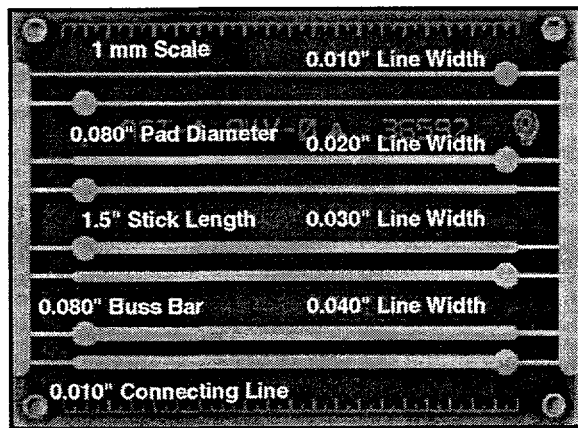 1 mm Scale
0.010" Line Width
0.080" Pad Diameter
0.020" Line Width
1.5" Stick Length
0.030" Line Width
0.080" Buss Bar
0.040" Line Width
0.010" Connecting Line